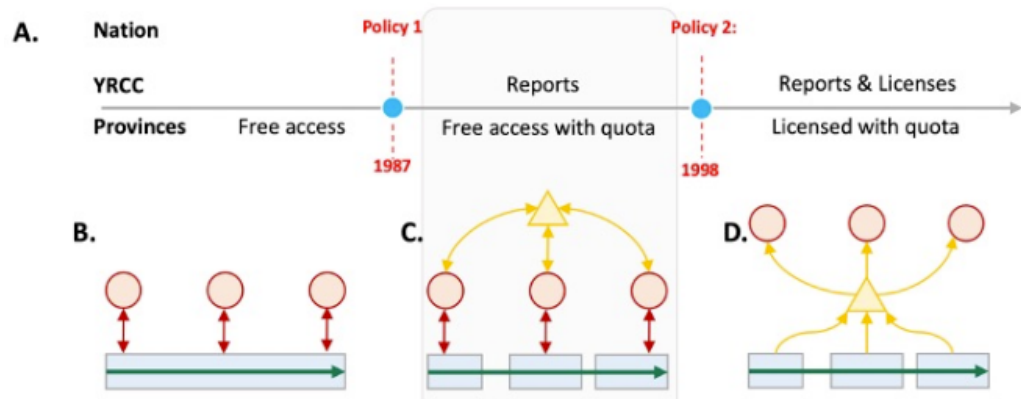 A.
Nation
Policy 1
Policy 2:
YRCC
Reports
Reports & Licenses
Provinces
Free access
Free access with quota
Licensed with quota
1987
1998
B.
C.
D.